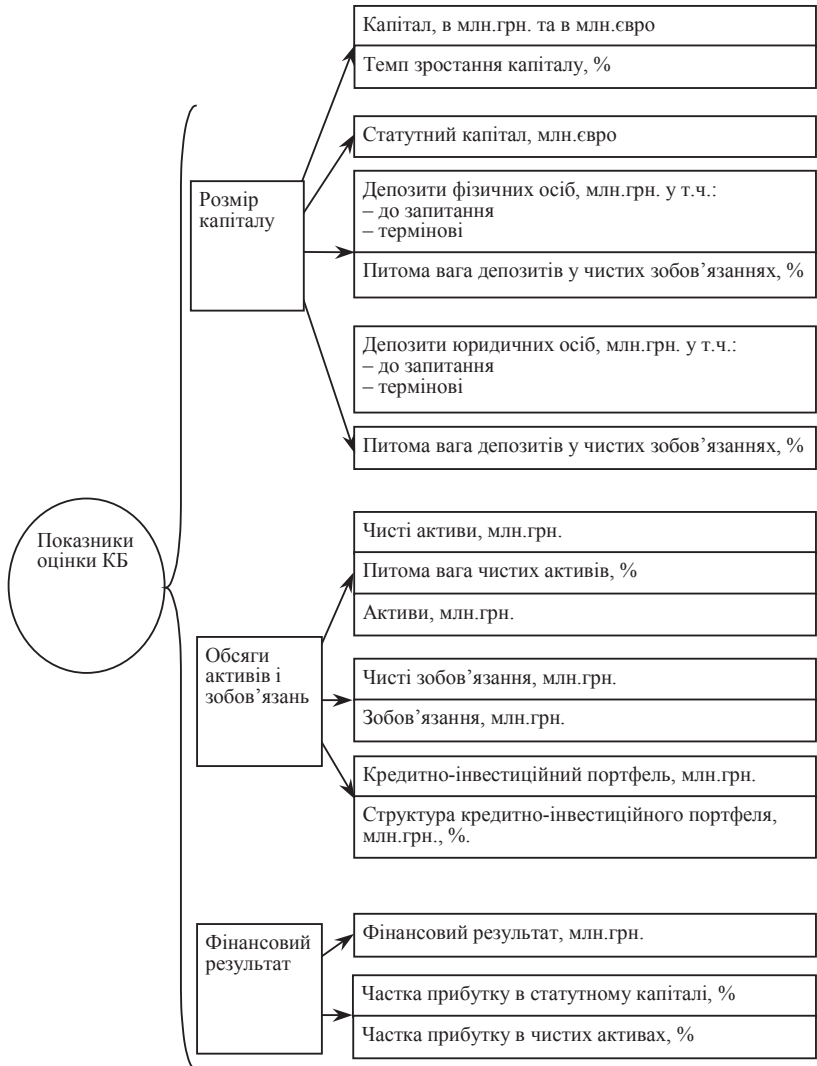 Капітал, в млн.грн. та в млн.євро
Темп зростання капіталу, %
Статутний капітал, млн.євро
Розмір
капіталу
Депозити фізичних осіб, млн.грн. у т.ч.:
– до запитання
– термінові
Питома вага депозитів у чистих зобов’язаннях, %
Депозити юридичних осіб, млн.грн. у т.ч.:
– до запитання
– термінові
Питома вага депозитів у чистих зобов’язаннях, %
Показники
оцінки КБ
Чисті активи, млн.грн.
Питома вага чистих активів, %
Активи, млн.грн.
Обсяги
активів і
зобов’язань
Чисті зобов’язання, млн.грн.
Зобов’язання, млн.грн.
Кредитно-інвестиційний портфель, млн.грн.
Структура кредитно-інвестиційного портфеля,
млн.грн., %.
Фінансовий
результат
Фінансовий результат, млн.грн.
Частка прибутку в статутному капіталі, %
Частка прибутку в чистих активах, %